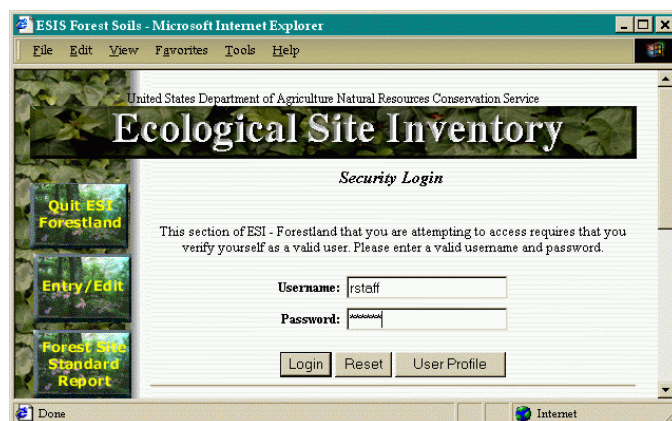 ESIS Forest Soils - Microsoft Internet Explorer
File Edit View Favorites Tools Help
United States Department of Agriculture Natural Resources Conservation Service
Ecological Site Inventory
Security Login
Quit ESI
Forestland
This section of ESI - Forestland that you are attempting to access requires that you
verify yourself as a valid user. Please enter a valid username and password.
Entry/Edit
Username: rstaff
Password: ******
Forest Site
Standard
Report
Login Reset User Profile
Done Internet